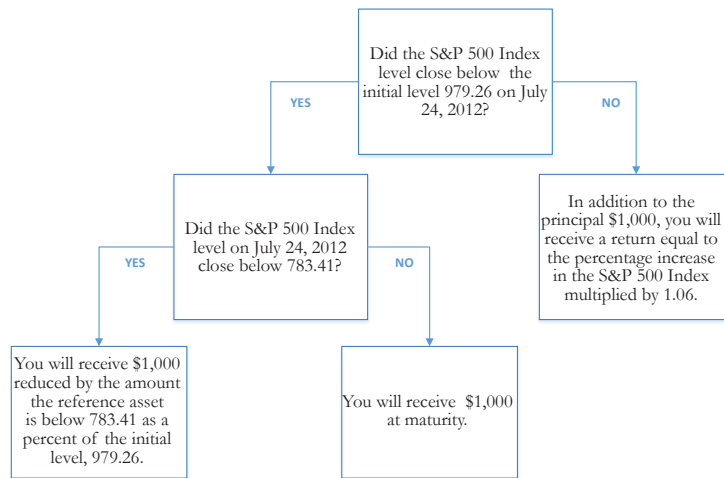 Did the S&P 500 Index
level close below the
initial level 979.26 on July
24, 2012?
YES
NO
Did the S&P 500 Index
level on July 24, 2012
close below 783.41?
In addition to the
principal $1,000, you will
receive a return equal to
the percentage increase
in the S&P 500 Index
multiplied by 1.06.
YES
NO
You will receive $1,000
reduced by the amount
the reference asset
is below 783.41 as a
percent of the initial
level, 979.26.
You will receive $1,000
at maturity.